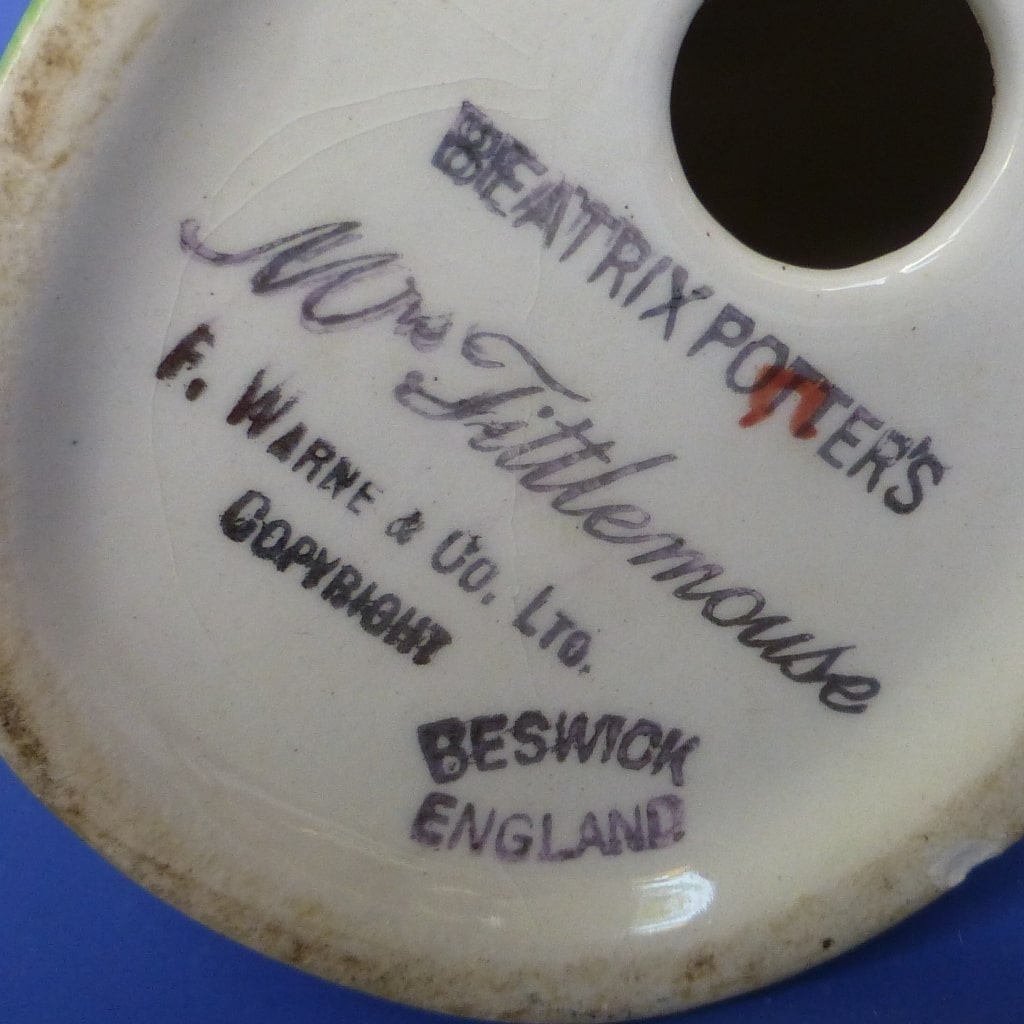 BEATRIX POTTER'S
Mrs Tittlemouse
F. WARNE & CO. LTD.
COPYRIGHT
BESWICK
ENGLAND